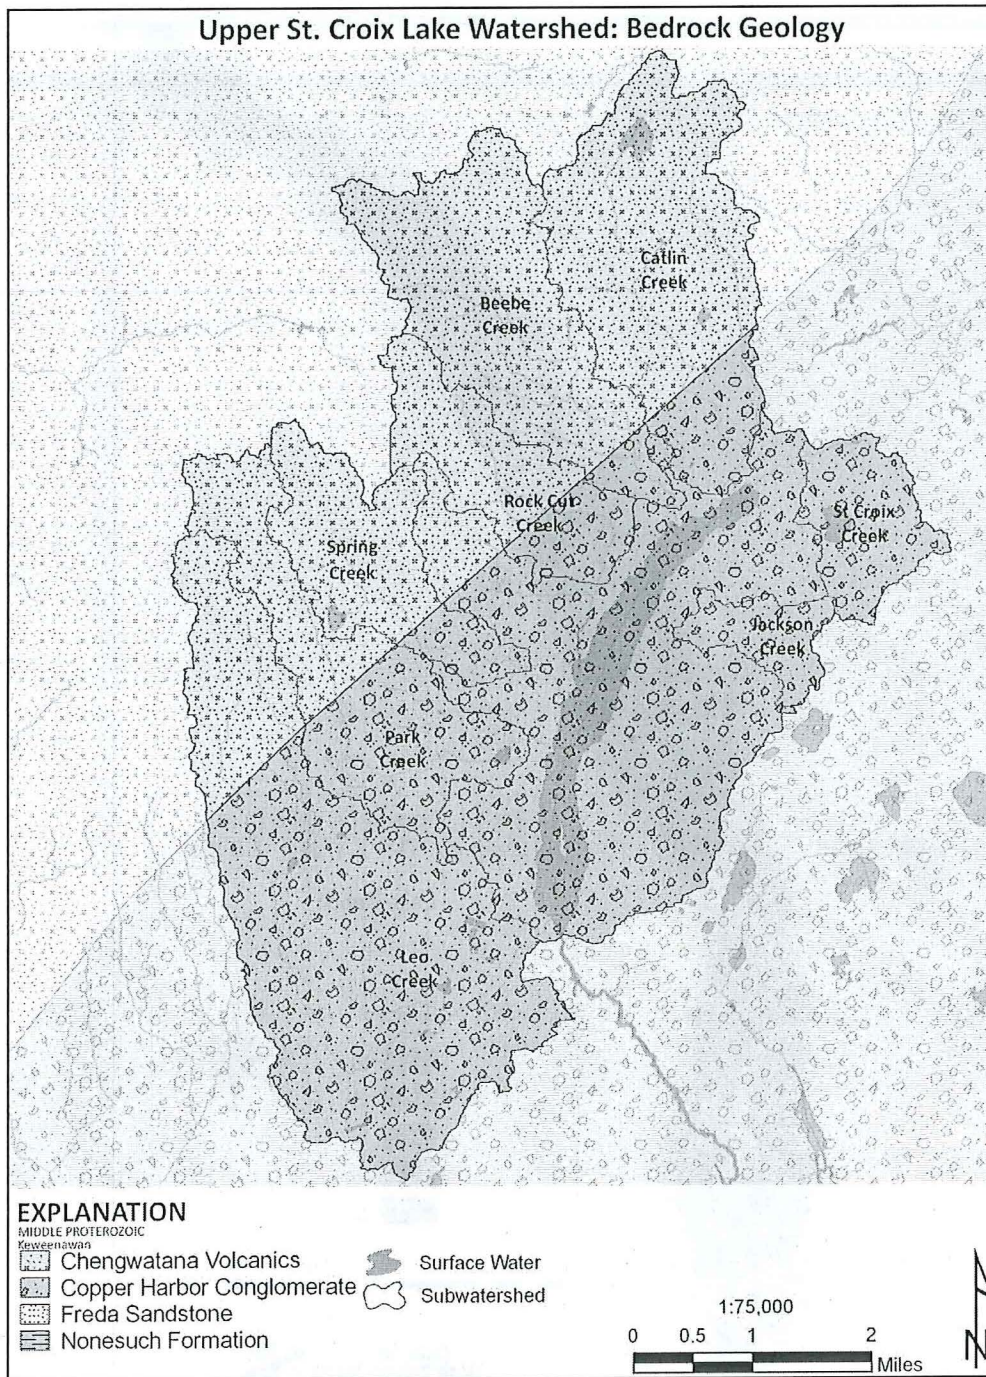 Upper St. Croix Lake Watershed: Bedrock Geology
Catlin
Creek
Beebe
Creek
Rock Cut
Creek
St Croix
Creek
Spring
Creek
Jackson
Creek
Park
Creek
Leo
Creek
EXPLANATION
MIDDLE PROTEROZOIC
Keweenawan
Chengwatana Volcanics
Copper Harbor Conglomerate
Freda Sandstone
Nonesuch Formation
Surface Water
Subwatershed
1:75,000
0 0.5 1 2
Miles
N